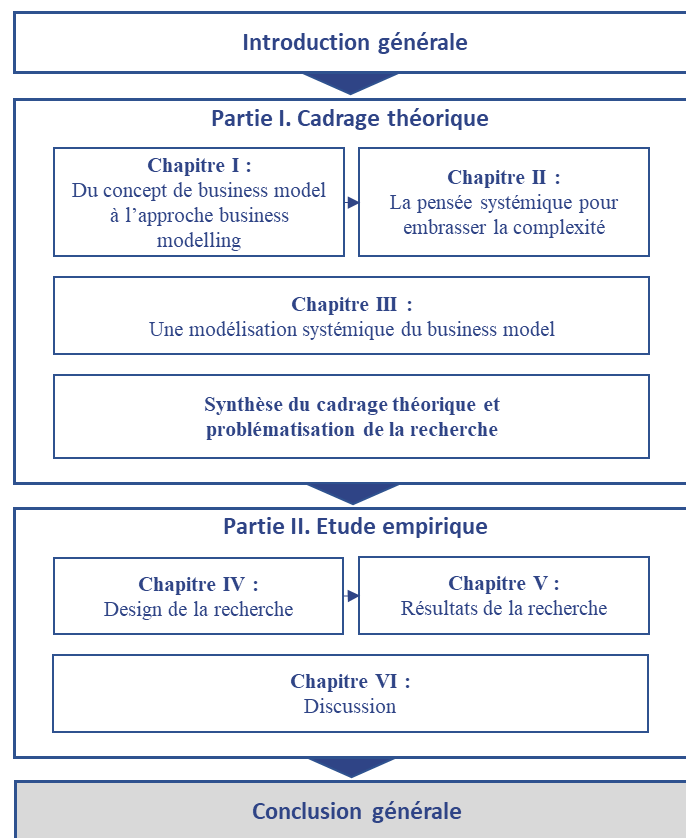 Introduction générale
Partie I. Cadrage théorique
Chapitre I :
Du concept de business model
à l’approche business
modelling
Chapitre II :
La pensée systémique pour
embrasser la complexité
Chapitre III :
Une modélisation systémique du business model
Synthèse du cadrage théorique et
problématisation de la recherche
Partie II. Etude empirique
Chapitre IV :
Design de la recherche
Chapitre V :
Résultats de la recherche
Chapitre VI :
Discussion
Conclusion générale